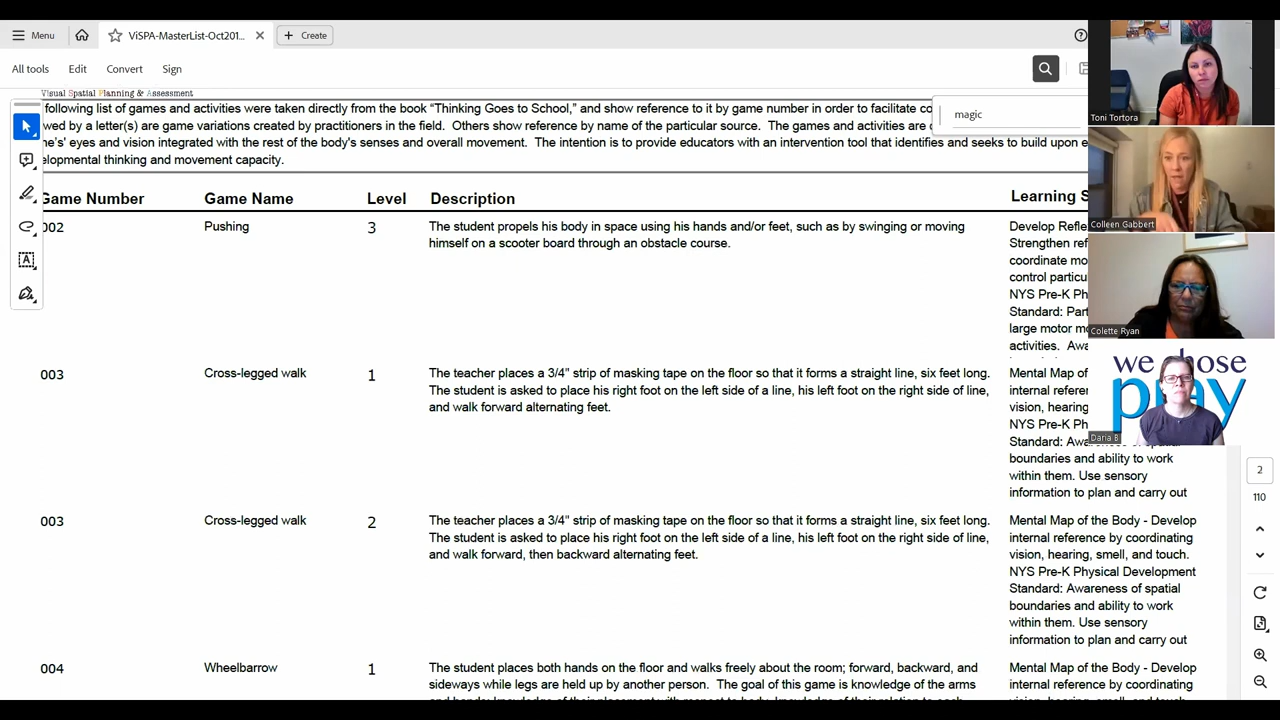 Menu
ViSPA-MasterList-Oct201...
Create
All tools
Edit
Convert
Sign
magic
Visual Spatial Planning & Assessment
following list of games and activities were taken directly from the book “Thinking Goes to School,” and show reference to it by game number in order to facilitate co
wed by a letter(s) are game variations created by practitioners in the field. Others show reference by name of the particular source. The games and activities are
ne's' eyes and vision integrated with the rest of the body's senses and overall movement. The intention is to provide educators with an intervention tool that identifies and seeks to build upon e
elopmental thinking and movement capacity.
Game Number Game Name Level Description Learning S
002 Pushing 3 The student propels his body in space using his hands and/or feet, such as by swinging or moving
himself on a scooter board through an obstacle course.
Develop Refle
Strengthen ref
coordinate mo
control particu
NYS Pre-K Ph
Standard: Part
large motor mo
activities. Awa
003 Cross-legged walk 1 The teacher places a 3/4" strip of masking tape on the floor so that it forms a straight line, six feet long.
The student is asked to place his right foot on the left side of a line, his left foot on the right side of line,
and walk forward alternating feet.
Mental Map of
internal referen
vision, hearing
NYS Pre-K Ph
Standard: Awareness of spatial
boundaries and ability to work
within them. Use sensory
information to plan and carry out
003 Cross-legged walk 2 The teacher places a 3/4" strip of masking tape on the floor so that it forms a straight line, six feet long.
The student is asked to place his right foot on the left side of a line, his left foot on the right side of line,
and walk forward, then backward alternating feet.
Mental Map of the Body - Develop
internal reference by coordinating
vision, hearing, smell, and touch.
NYS Pre-K Physical Development
Standard: Awareness of spatial
boundaries and ability to work
within them. Use sensory
information to plan and carry out
004 Wheelbarrow 1 The student places both hands on the floor and walks freely about the room; forward, backward, and
sideways while legs are held up by another person. The goal of this game is knowledge of the arms
Mental Map of the Body - Develop
internal reference by coordinating
Toni Tortora
Colleen Gabbert
Colette Ryan
we chose
play
Daria B
2
110